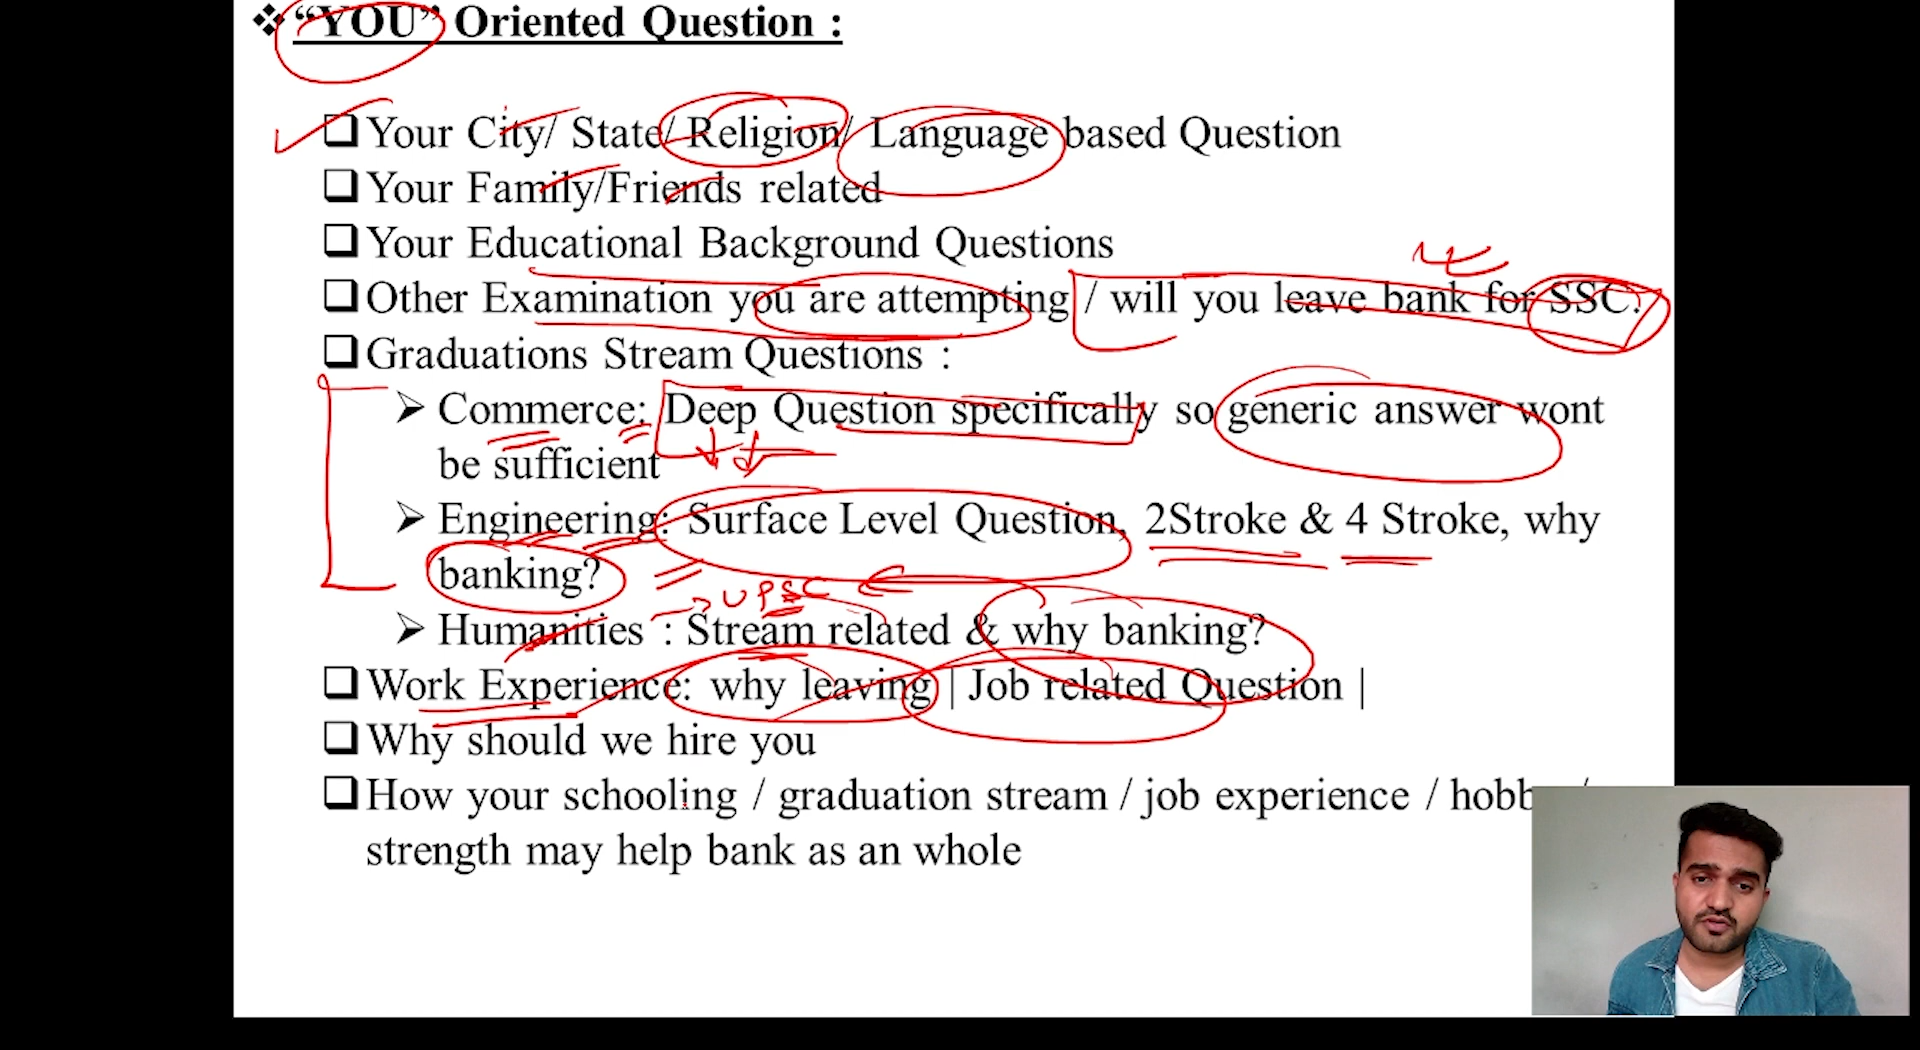 ❖ “YOU” Oriented Question :
❑ Your City/ State/ Religion/ Language based Question
❑ Your Family/Friends related
❑ Your Educational Background Questions
❑ Other Examination you are attempting / will you leave bank for SSC?
❑ Graduations Stream Questions :
➢ Commerce: Deep Question specifically so generic answer wont
be sufficient
➢ Engineering: Surface Level Question, 2Stroke & 4 Stroke, why
banking?
UPSC
➢ Humanities : Stream related & why banking?
❑ Work Experience: why leaving | Job related Question |
❑ Why should we hire you
❑ How your schooling / graduation stream / job experience /
strength may help bank as an whole